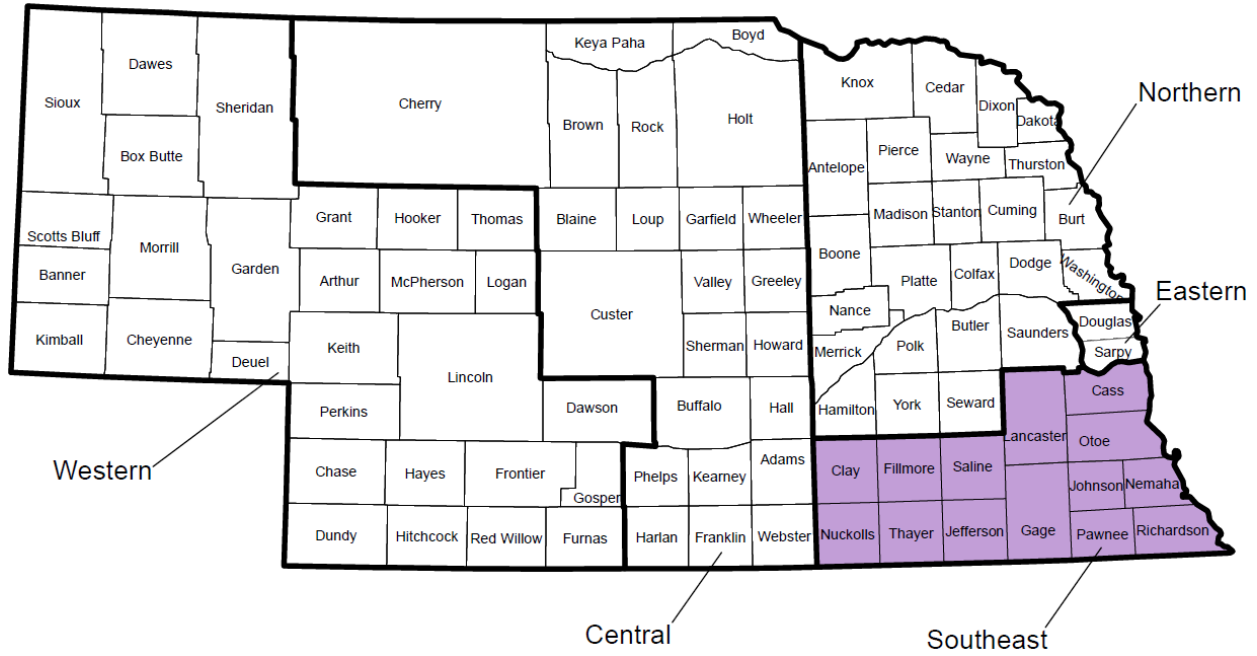 Keya Paha
Boyd
Dawes
Sioux
Sheridan
Cherry
Brown
Rock
Holt
Knox
Cedar
Dixon
Dakota
Northern
Box Butte
Antelope
Pierce
Wayne
Thurston
Grant
Hooker
Thomas
Blaine
Loup
Garfield
Wheeler
Madison
Stanton
Cuming
Burt
Scotts Bluff
Morrill
Banner
Garden
Arthur
McPherson
Logan
Valley
Greeley
Boone
Platte
Colfax
Dodge
Washington
Eastern
Kimball
Cheyenne
Deuel
Keith
Lincoln
Custer
Sherman
Howard
Nance
Merrick
Polk
Butler
Saunders
Douglas
Sarpy
Perkins
Dawson
Buffalo
Hall
Hamilton
York
Seward
Cass
Lancaster
Otoe
Western
Chase
Hayes
Frontier
Gosper
Phelps
Kearney
Adams
Clay
Fillmore
Saline
Johnson
Nemaha
Dundy
Hitchcock
Red Willow
Furnas
Harlan
Franklin
Webster
Nuckolls
Thayer
Jefferson
Gage
Pawnee
Richardson
Central
Southeast